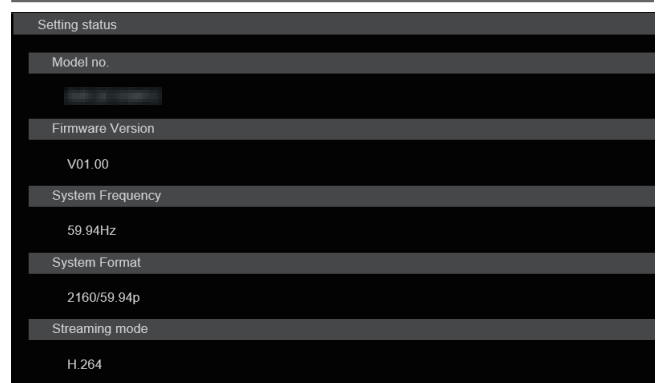 Setting status
Model no.
Firmware Version
V01.00
System Frequency
59.94Hz
System Format
2160/59.94p
Streaming mode
H.264